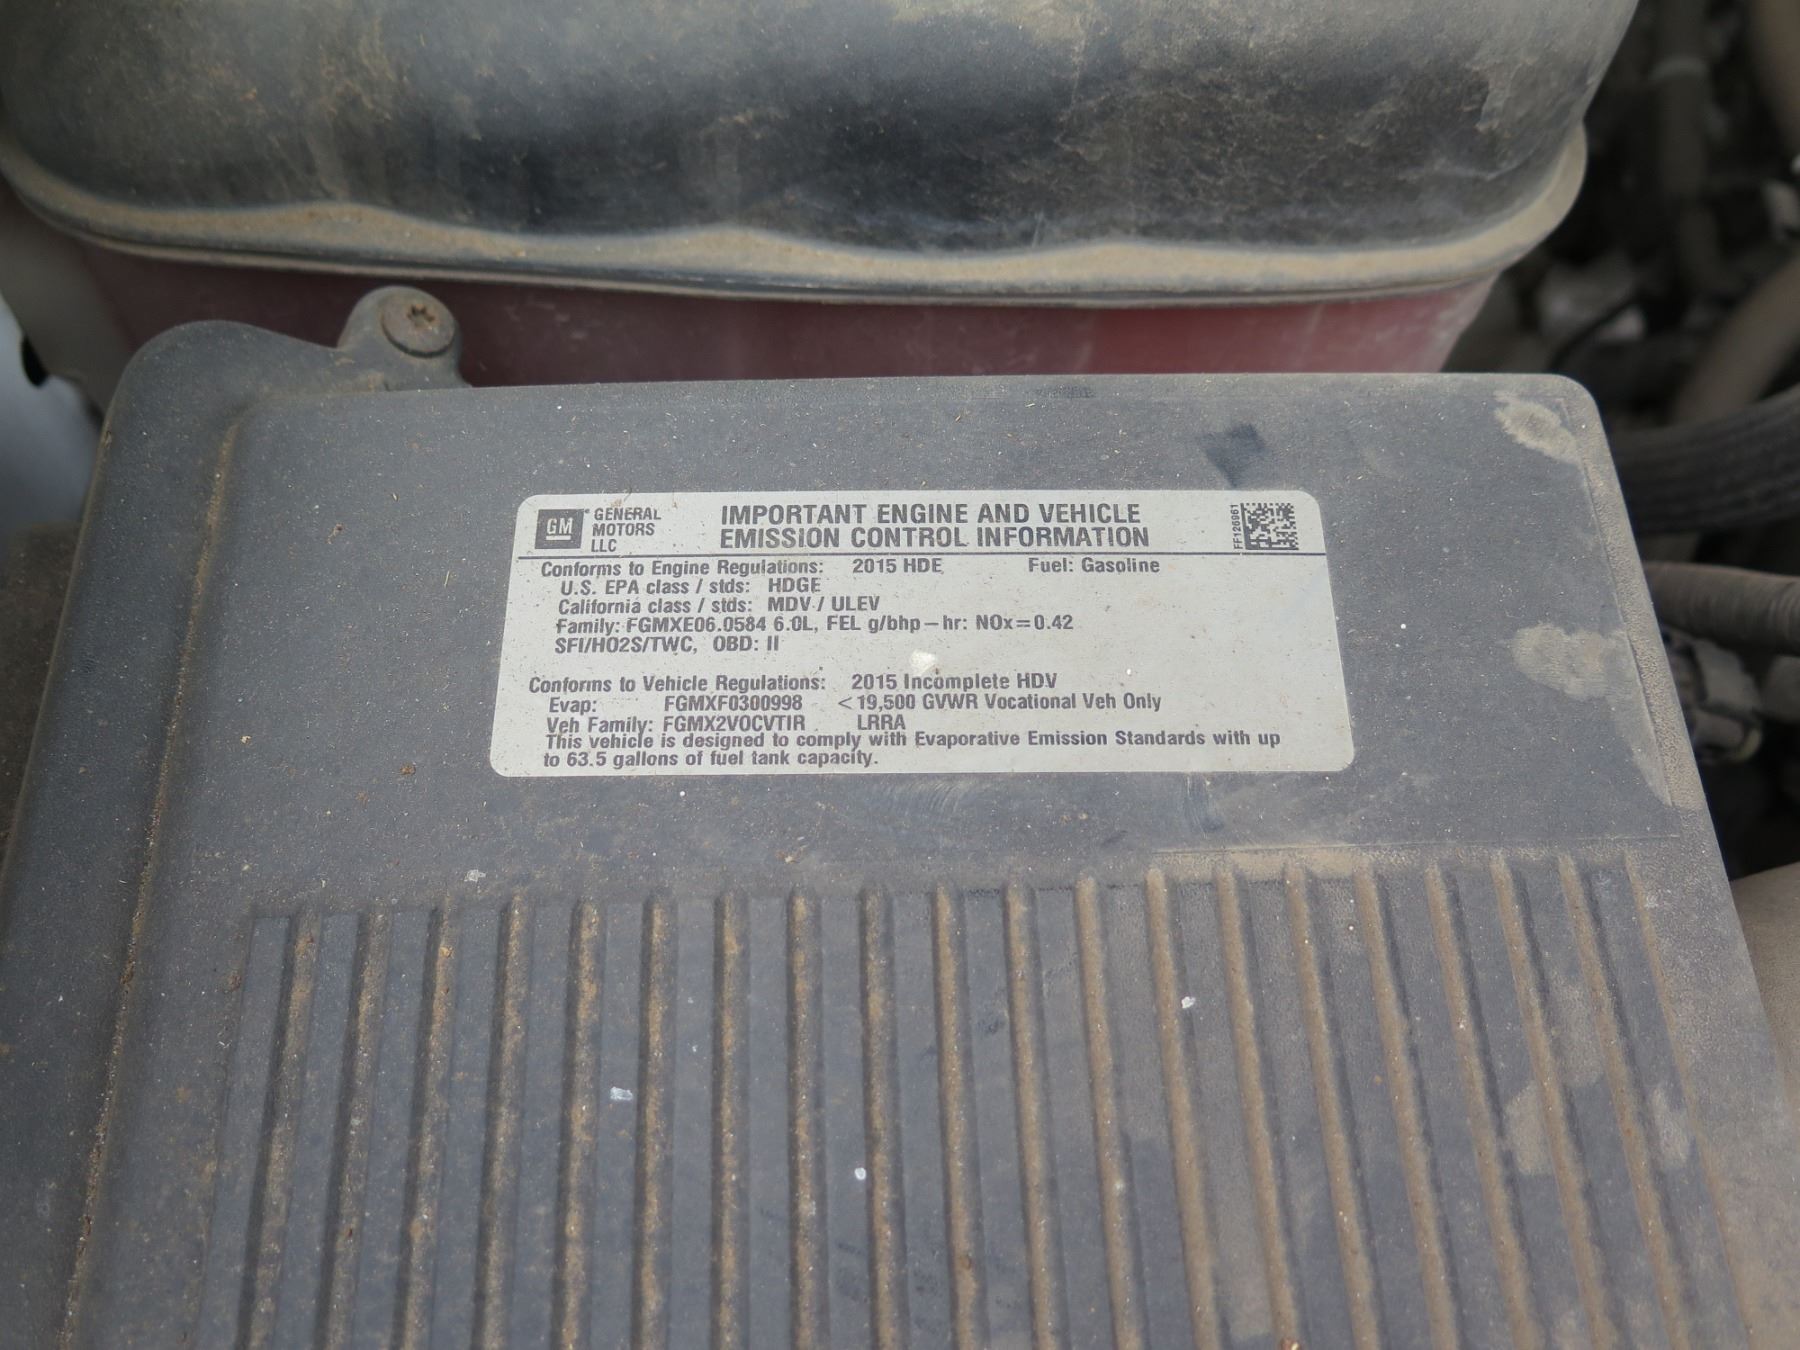 GM GENERAL MOTORS LLC
IMPORTANT ENGINE AND VEHICLE
EMISSION CONTROL INFORMATION
FF126961
Conforms to Engine Regulations: 2015 HDE Fuel: Gasoline
U.S. EPA class / stds: HDGE
California class / stds: MDV / ULEV
Family: FGMXE06.0584 6.0L, FEL g/bhp-hr: NOx=0.42
SFI/HO2S/TWC, OBD: II
Conforms to Vehicle Regulations: 2015 Incomplete HDV
Evap: FGMXF0300998 <19,500 GVWR Vocational Veh Only
Veh Family: FGMX2VOCVTIR LRRA
This vehicle is designed to comply with Evaporative Emission Standards with up
to 63.5 gallons of fuel tank capacity.